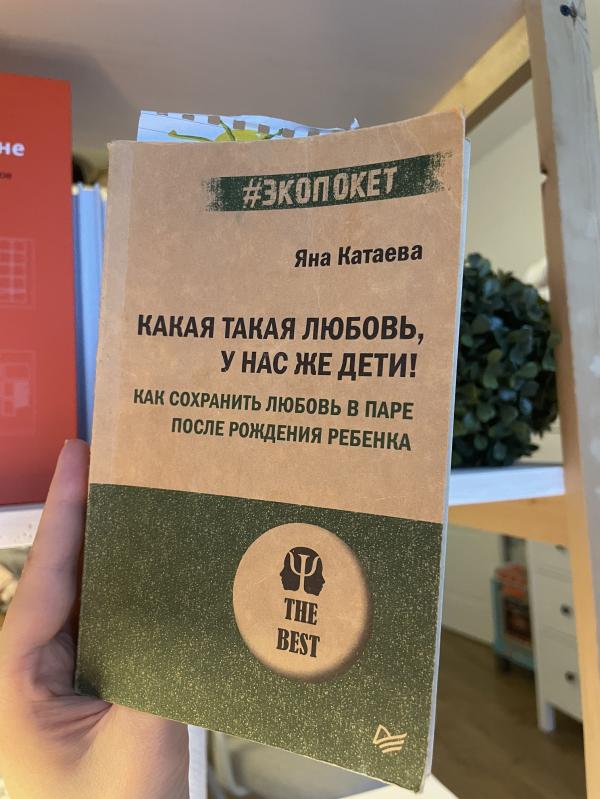 #ЭКОПОКЕТ
Яна Катаева
КАКАЯ ТАКАЯ ЛЮБОВЬ,
У НАС ЖЕ ДЕТИ!
КАК СОХРАНИТЬ ЛЮБОВЬ В ПАРЕ
ПОСЛЕ РОЖДЕНИЯ РЕБЕНКА
Ψ
THE
BEST